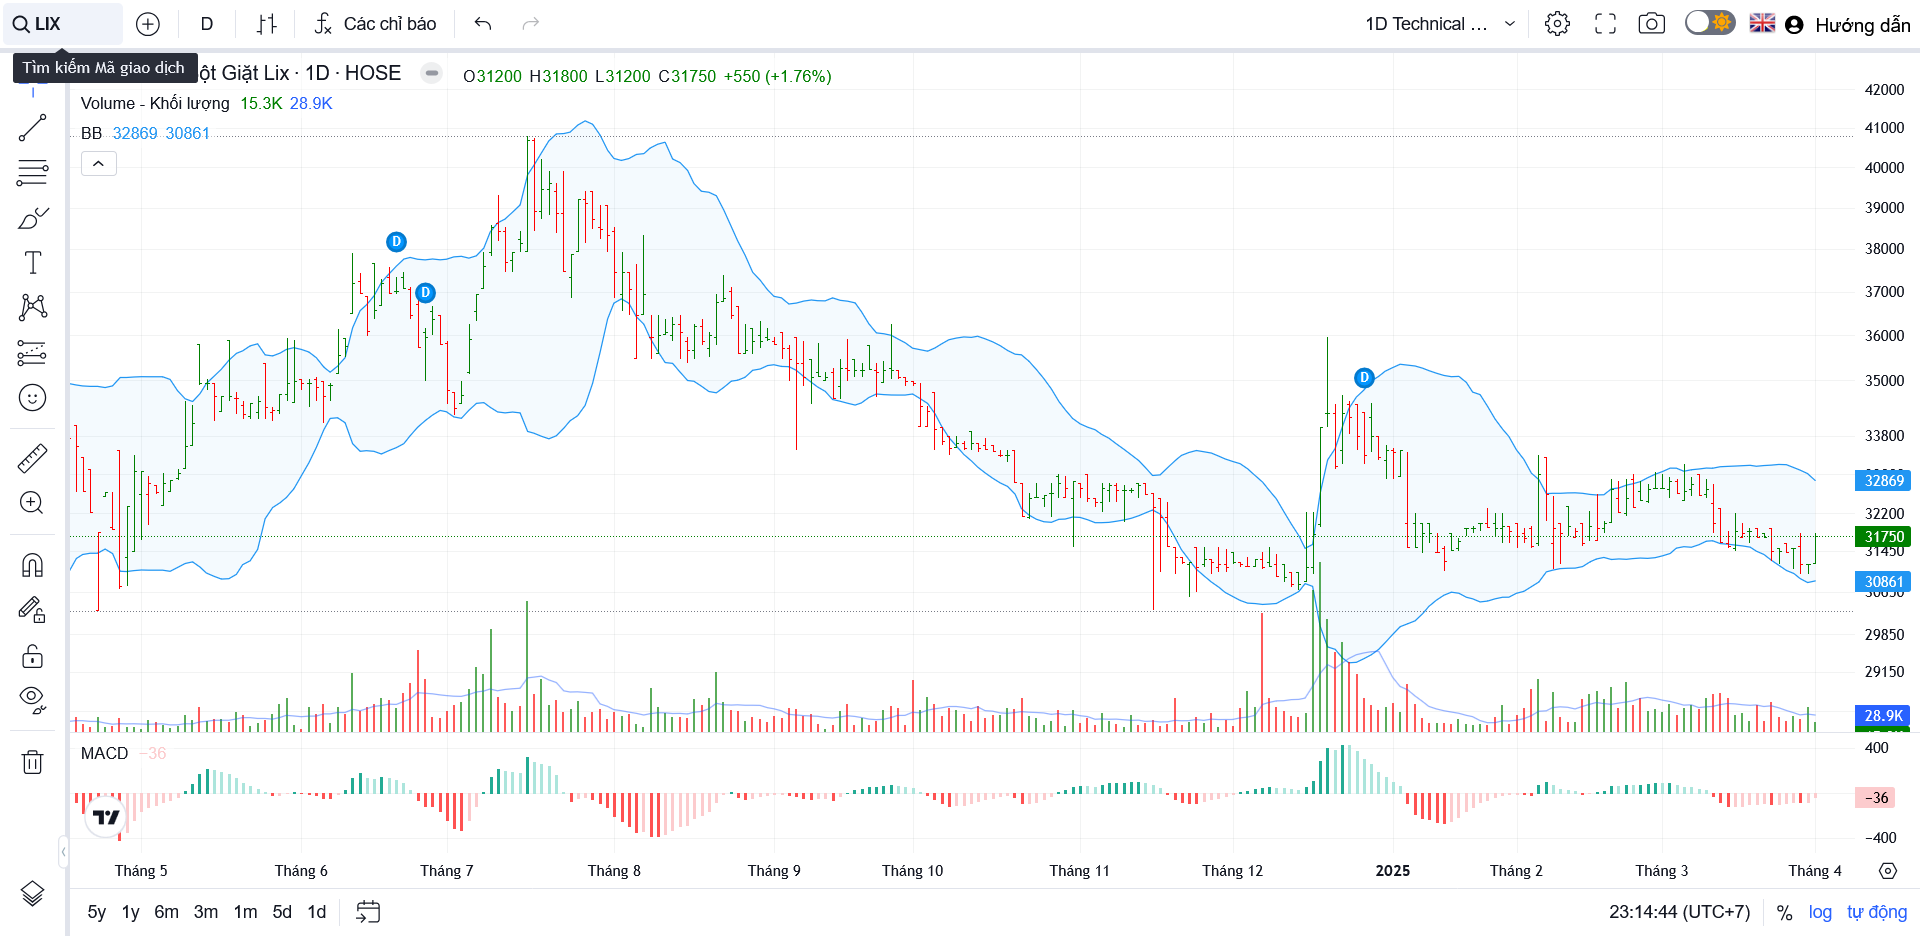 LIX
D
Các chỉ báo
1D Technical ...
Hướng dẫn
Tìm kiếm Mã giao dịch
ột Giặt Lix · 1D · HOSE
O31200 H31800 L31200 C31750 +550 (+1.76%)
Volume - Khối lượng 15.3K 28.9K
BB 32869 30861
D
D
D
42000
41000
40000
39000
38000
37000
36000
35000
33800
32869
32200
31750
31450
30861
29850
29150
28.9K
MACD −36
400
−36
−400
Tháng 5 Tháng 6 Tháng 7 Tháng 8 Tháng 9 Tháng 10 Tháng 11 Tháng 12 2025 Tháng 2 Tháng 3 Tháng 4
5y 1y 6m 3m 1m 5d 1d
23:14:44 (UTC+7) % log tự động